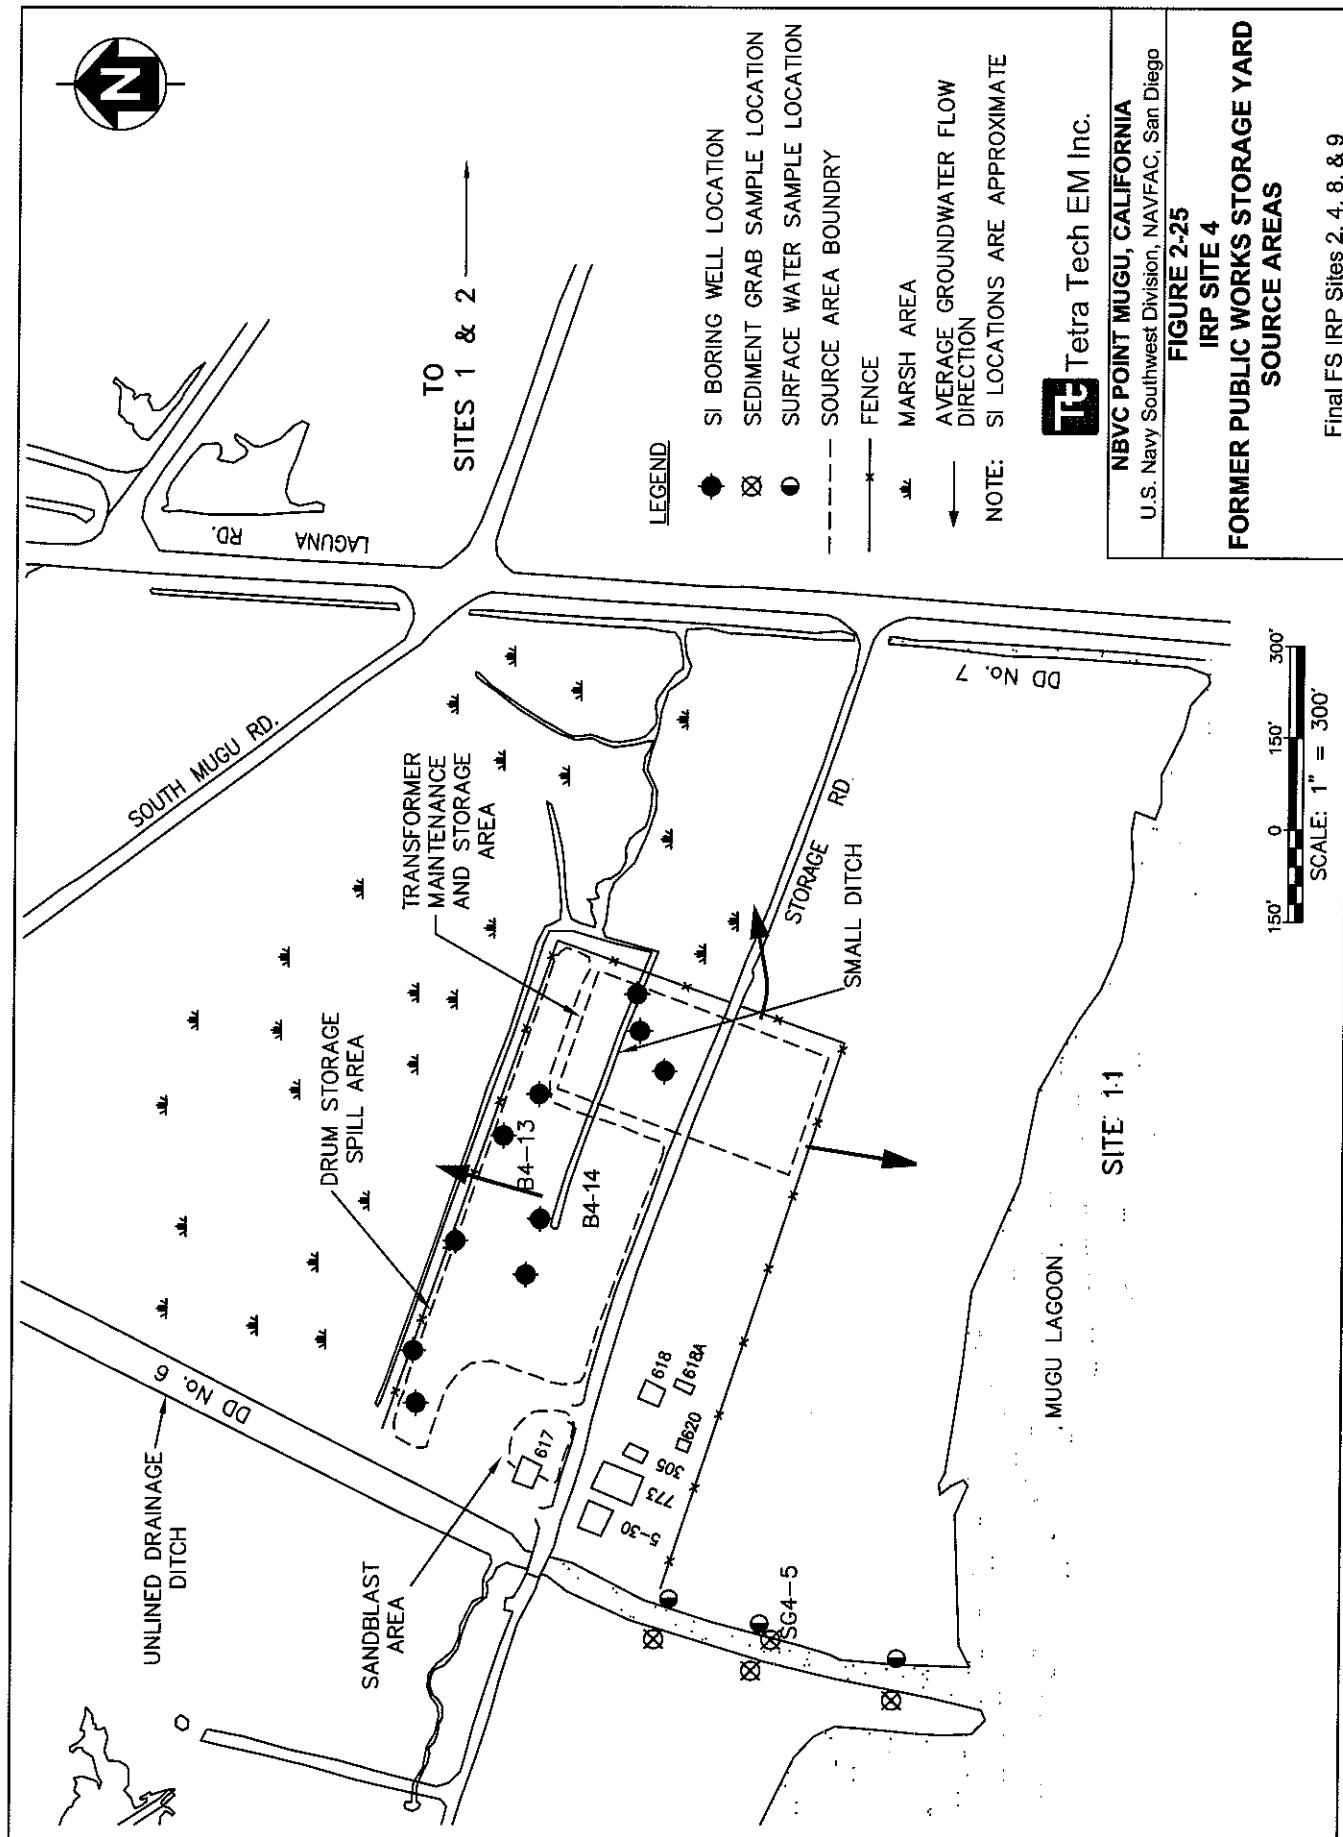 N
TO
SITES 1 & 2
LAGUNA
RD.
SOUTH MUGU RD.
TRANSFORMER
MAINTENANCE
AND STORAGE
AREA
DRUM STORAGE
SPILL AREA
UNLINED DRAINAGE
DITCH
DD No. 6
SANDBLAST
AREA
B4-13
B4-14
617
618
618A
620
305
773
5-30
SG4-5
SMALL DITCH
STORAGE RD
DD No. 7
MUGU LAGOON
SITE 11
LEGEND
SI BORING WELL LOCATION
SEDIMENT GRAB SAMPLE LOCATION
SURFACE WATER SAMPLE LOCATION
SOURCE AREA BOUNDRY
FENCE
MARSH AREA
AVERAGE GROUNDWATER FLOW
DIRECTION
NOTE: SI LOCATIONS ARE APPROXIMATE
150' 0 150' 300'
SCALE: 1" = 300'
Tt Tetra Tech EM Inc.
NBVC POINT MUGU, CALIFORNIA
U.S. Navy Southwest Division, NAVFAC, San Diego
FIGURE 2-25
IRP SITE 4
FORMER PUBLIC WORKS STORAGE YARD
SOURCE AREAS
Final FS IRP Sites 2, 4, 8, & 9